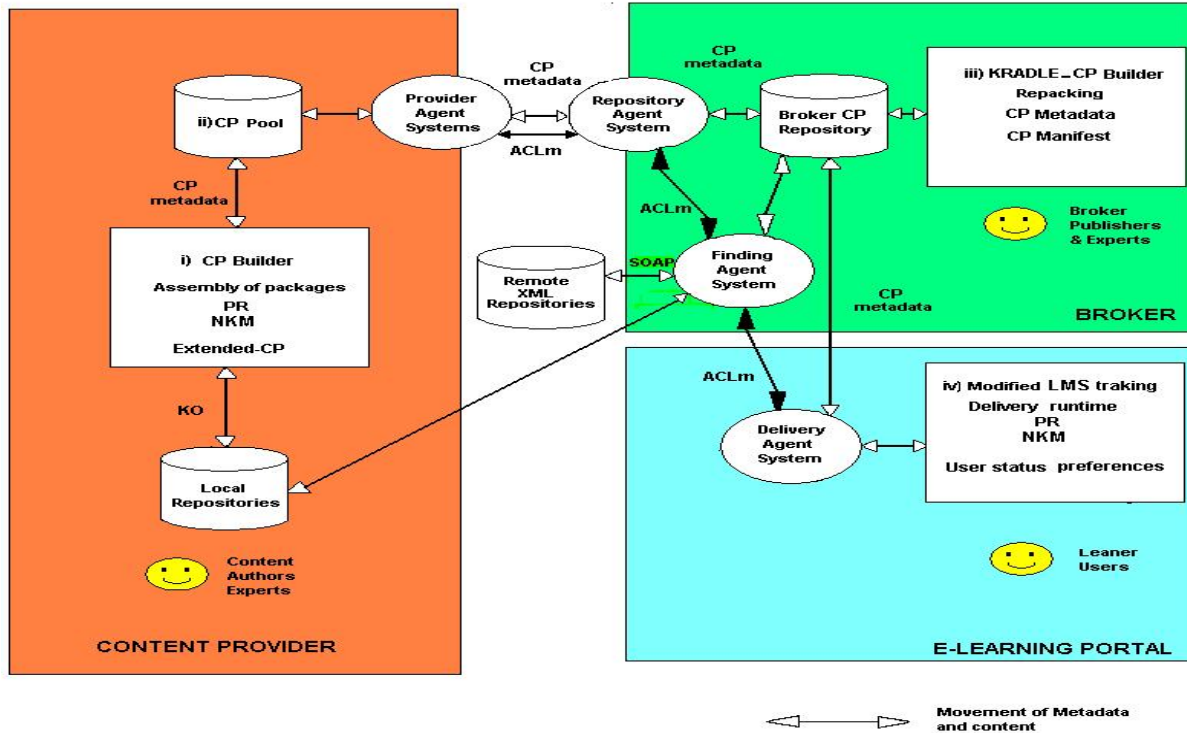 ii)CP Pool
CP
metadata
i) CP Builder
Assembly of packages
PR
NKM
Extended-CP
KO
Local
Repositories
Content
Authors
Experts
CONTENT PROVIDER
Provider
Agent
Systems
CP
metadata
ACLm
Repository
Agent
System
CP
metadata
Broker CP
Repository
iii) KRADLE_CP Builder
Repacking
CP Metadata
CP Manifest
ACLm
Broker
Publishers
& Experts
SOAP
Remote
XML
Repositories
Finding
Agent
System
CP
metadata
BROKER
ACLm
Delivery
Agent
System
iv) Modified LMS traking
Delivery runtime
PR
NKM
User status preferences
Leaner
Users
E-LEARNING PORTAL
Movement of Metadata
and content